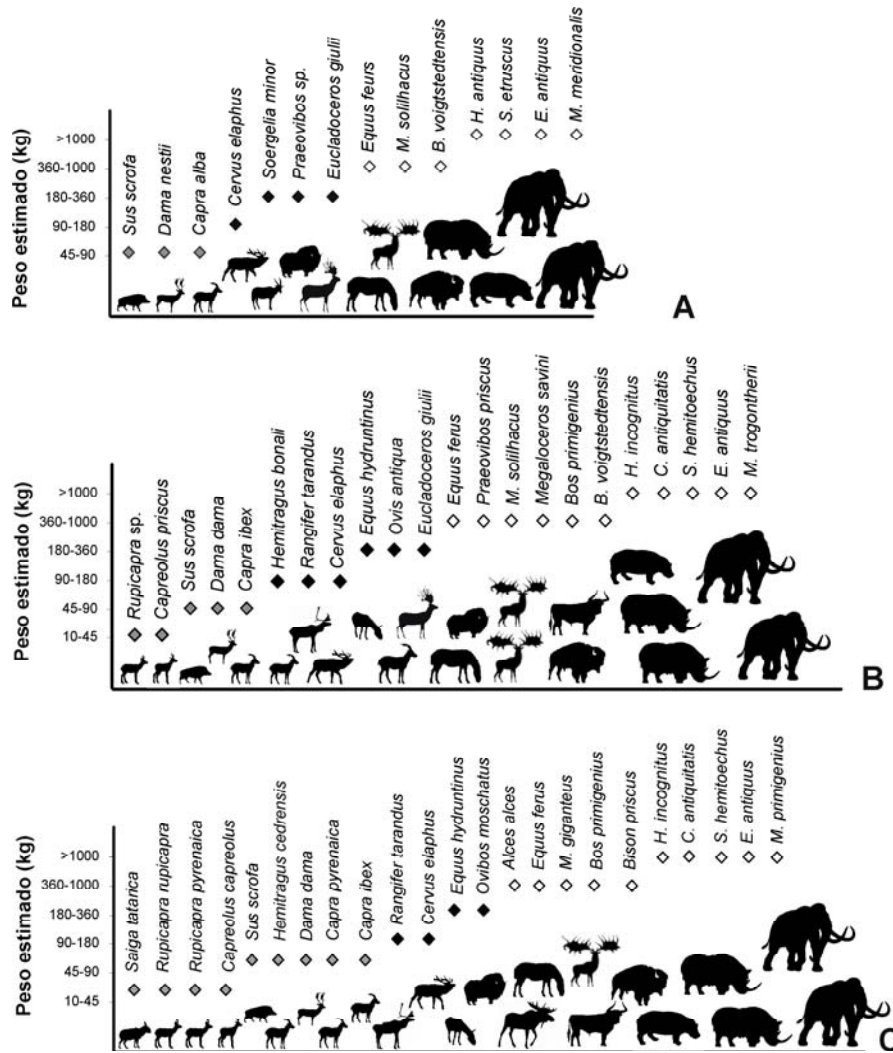 Peso estimado (kg)
>1000
360-1000
180-360
90-180
45-90
Sus scrofa
Dama nestii
Capra alba
Cervus elaphus
Soergelia minor
Praeovibos sp.
Eucladoceros giulii
Equus feurs
M. solilhacus
B. voigtstedtensis
H. antiquus
S. etruscus
E. antiquus
M. meridionalis
A
Peso estimado (kg)
>1000
360-1000
180-360
90-180
45-90
10-45
Rupicapra sp.
Capreolus priscus
Sus scrofa
Dama dama
Capra ibex
Hemitragus bonali
Rangifer tarandus
Cervus elaphus
Equus hydruntinus
Ovis antiqua
Eucladoceros giulii
Equus ferus
Praeovibos priscus
M. solilhacus
Megaloceros savini
Bos primigenius
B. voigtstedtensis
H. incognitus
C. antiquitatis
S. hemitoechus
E. antiquus
M. trogontherii
B
Peso estimado (kg)
>1000
360-1000
180-360
90-180
45-90
10-45
Saiga tatarica
Rupicapra rupicapra
Rupicapra pyrenaica
Capreolus capreolus
Sus scrofa
Hemitragus cedrensis
Dama dama
Capra pyrenaica
Capra ibex
Rangifer tarandus
Cervus elaphus
Equus hydruntinus
Ovibos moschatus
Alces alces
Equus ferus
M. giganteus
Bos primigenius
Bison priscus
H. incognitus
C. antiquitatis
S. hemitoechus
E. antiquus
M. primigenius
C